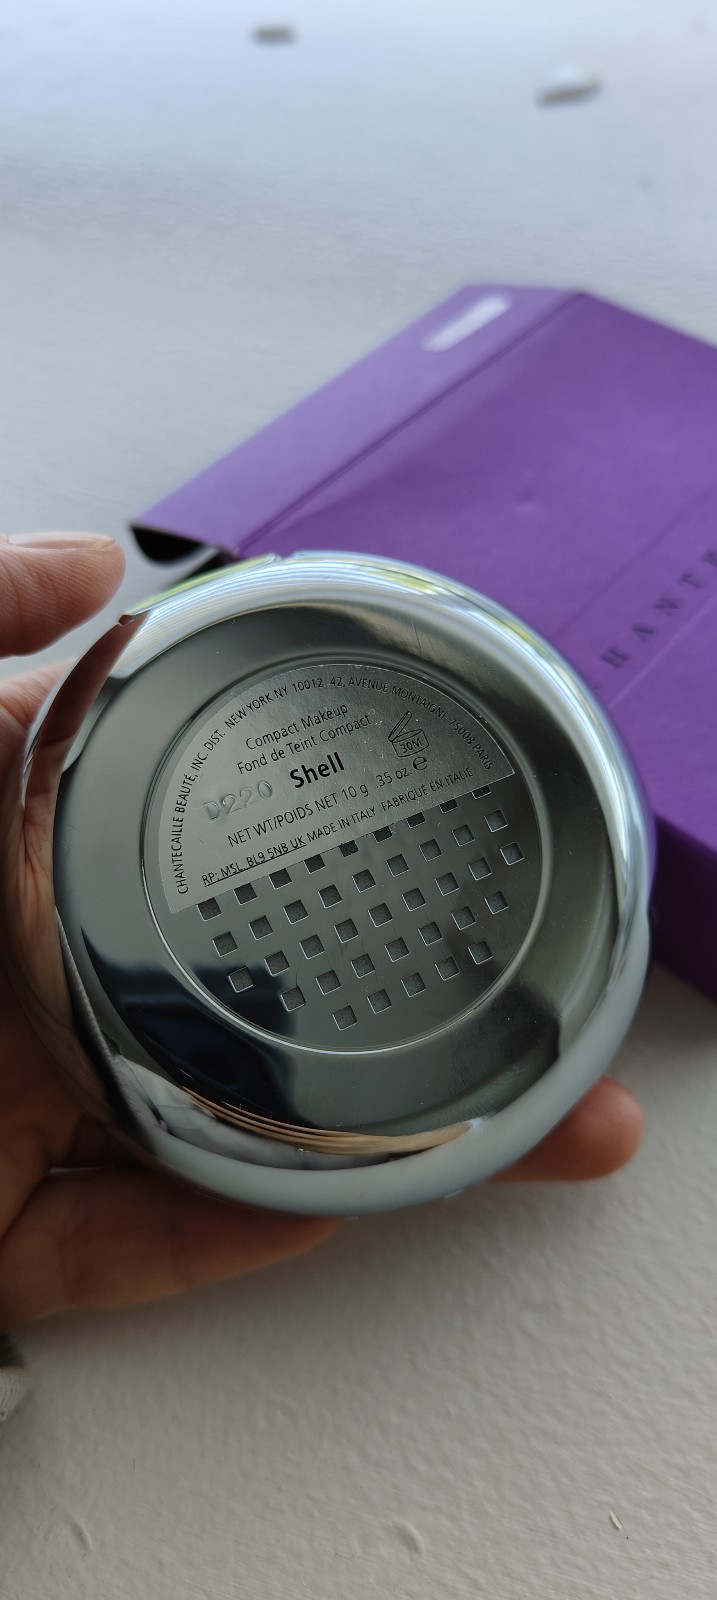 HANTE
CHANTECAILLE BEAUTÉ, INC. DIST. NEW YORK NY 10012 42, AVENUE MONTAIGNE 75008 PARIS
Compact Makeup
Fond de Teint Compact
30M
D220 Shell
NET WT/POIDS NET 10 g .35 oz. ℮
RP: MSL, BL9 5NB UK MADE IN ITALY FABRIQUÉ EN ITALIE